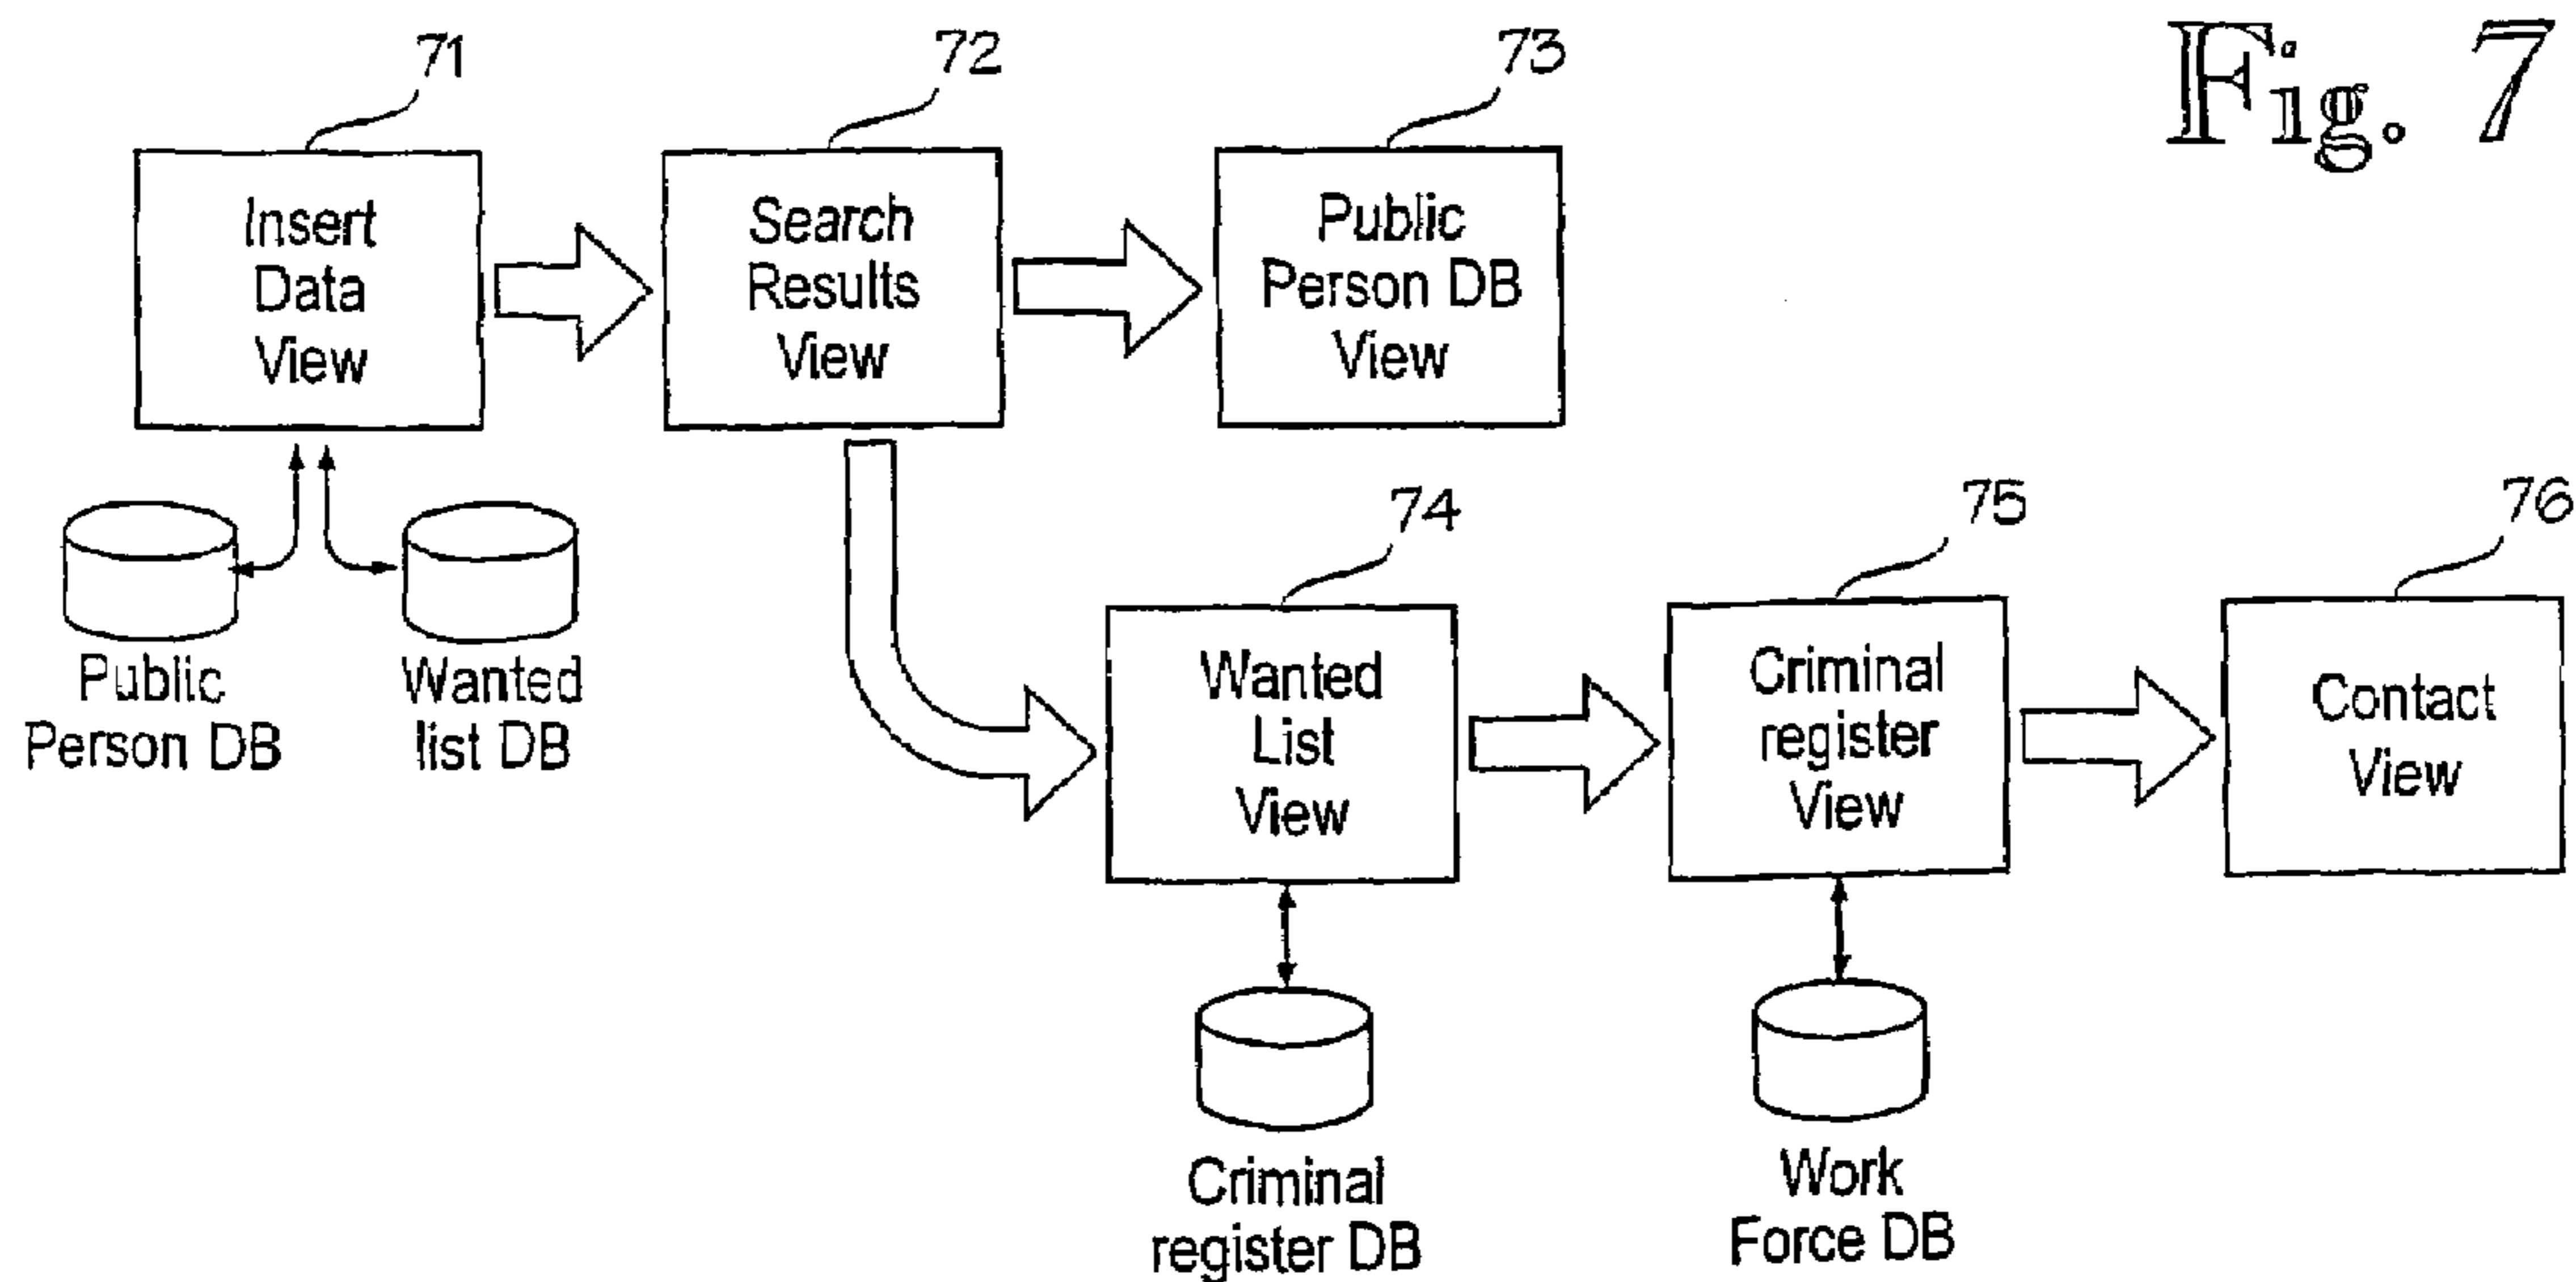 Fig. 7
71
72
73
Insert
Data
View
Search
Results
View
Public
Person DB
View
Public
Person DB
Wanted
list DB
74
75
76
Wanted
List
View
Criminal
register
View
Contact
View
Criminal
register DB
Work
Force DB